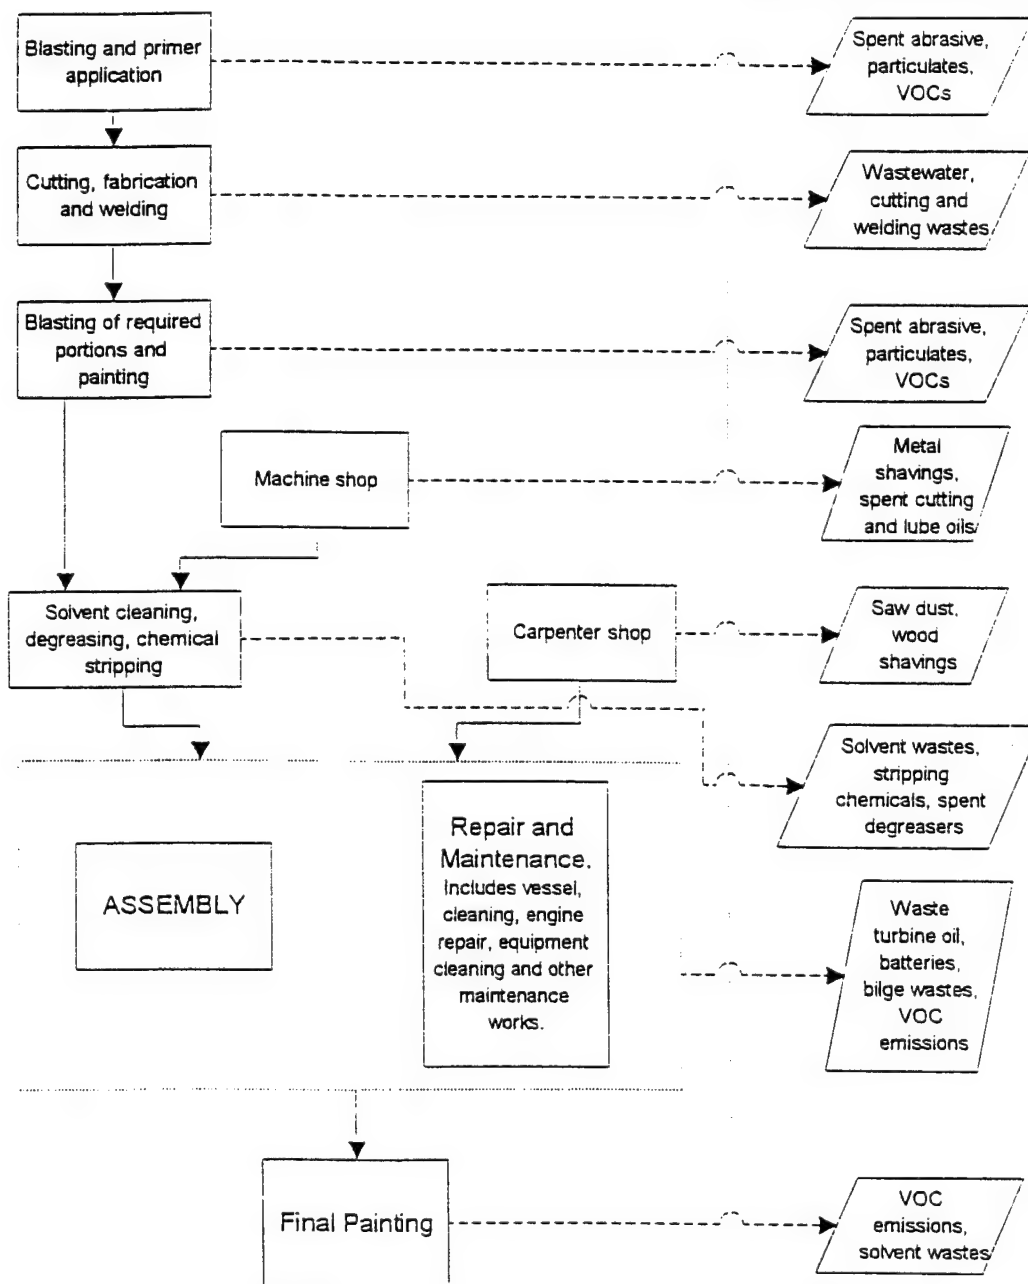 Blasting and primer
application
Spent abrasive,
particulates,
VOCs
Cutting, fabrication
and welding
Wastewater,
cutting and
welding wastes
Blasting of required
portions and
painting
Spent abrasive,
particulates,
VOCs
Machine shop
Metal
shavings,
spent cutting
and lube oils
Solvent cleaning,
degreasing, chemical
stripping
Carpenter shop
Saw dust,
wood
shavings
Solvent wastes,
stripping
chemicals, spent
degreasers
ASSEMBLY
Repair and
Maintenance.
Includes vessel,
cleaning, engine
repair, equipment
cleaning and other
maintenance
works.
Waste
turbine oil,
batteries,
bilge wastes,
VOC
emissions
Final Painting
VOC
emissions,
solvent wastes